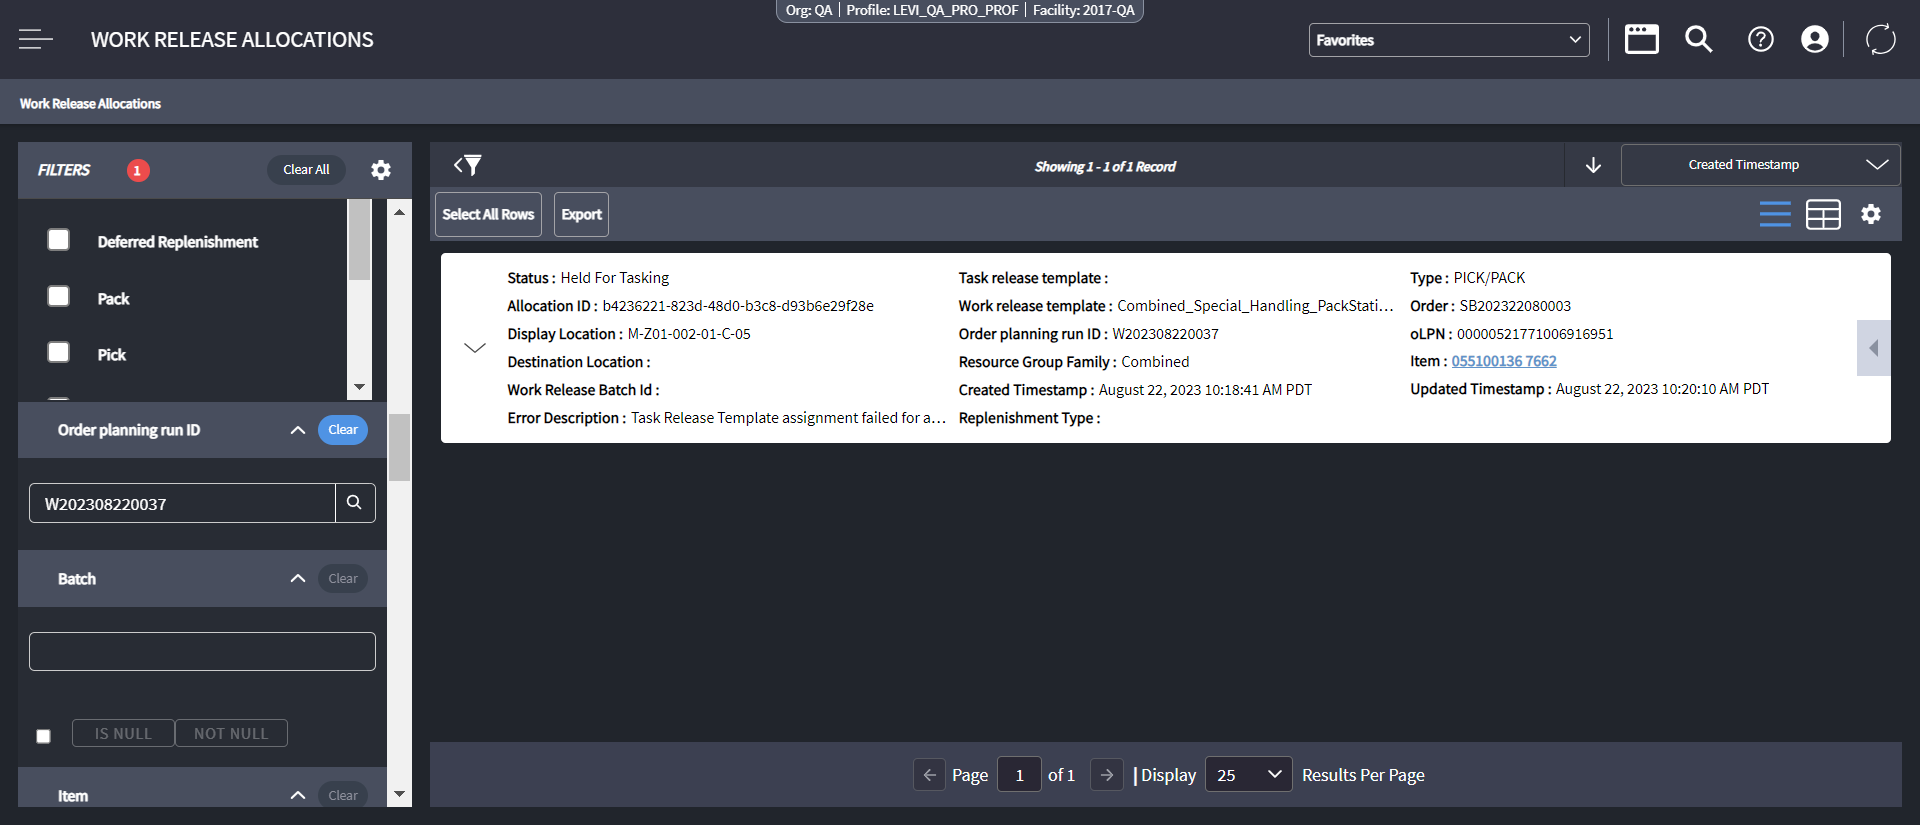 Org: QA | Profile: LEVI_QA_PRO_PROF | Facility: 2017-QA
WORK RELEASE ALLOCATIONS
Favorites
Work Release Allocations
FILTERS 1 Clear All
Deferred Replenishment
Pack
Pick
Order planning run ID Clear
W202308220037
Batch Clear
IS NULL NOT NULL
Item Clear
Showing 1 - 1 of 1 Record
Created Timestamp
Select All Rows Export
Status : Held For Tasking
Allocation ID : b4236221-823d-48d0-b3c8-d93b6e29f28e
Display Location : M-Z01-002-01-C-05
Destination Location :
Work Release Batch Id :
Error Description : Task Release Template assignment failed for a...
Task release template :
Work release template : Combined_Special_Handling_PackStati...
Order planning run ID : W202308220037
Resource Group Family : Combined
Created Timestamp : August 22, 2023 10:18:41 AM PDT
Replenishment Type :
Type : PICK/PACK
Order : SB202322080003
oLPN : 00000521771006916951
Item : 055100136 7662
Updated Timestamp : August 22, 2023 10:20:10 AM PDT
Page 1 of 1 | Display 25 Results Per Page